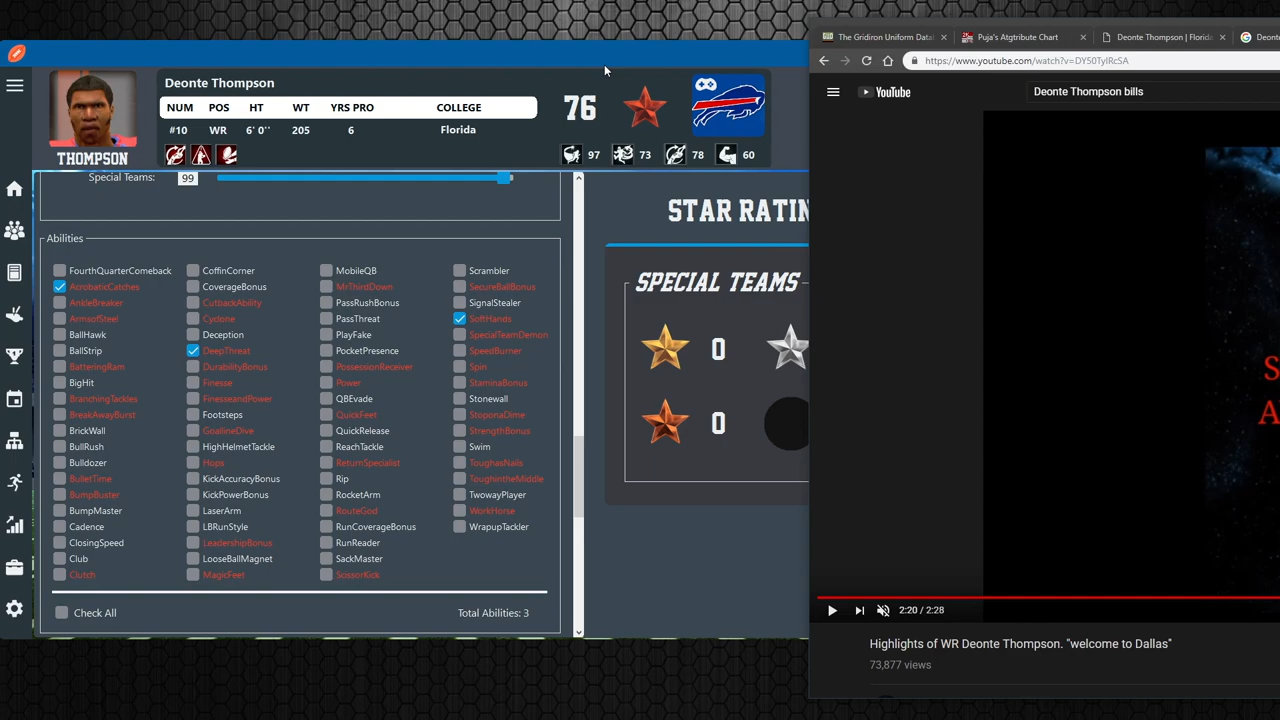 The Gridiron Uniform Data
Puja's Atgtribute Chart
Deonte Thompson | Florida
Deont
https://www.youtube.com/watch?v=DY50TyIRcSA
YouTube
Deonte Thompson bills
Deonte Thompson
NUM POS HT WT YRS PRO COLLEGE
#10 WR 6' 0'' 205 6 Florida
THOMPSON
76
97 73 78 60
Special Teams: 99
STAR RATIN
SPECIAL TEAMS
0
0
Abilities
FourthQuarterComeback CoffinCorner MobileQB Scrambler
AcrobaticCatches CoverageBonus MrThirdDown SecureBallBonus
AnkleBreaker CutbackAbility PassRushBonus SignalStealer
ArmsofSteel Cyclone PassThreat SoftHands
BallHawk Deception PlayFake SpecialTeamDemon
BallStrip DeepThreat PocketPresence SpeedBurner
BatteringRam DurabilityBonus PossessionReceiver Spin
BigHit Finesse Power StaminaBonus
BranchingTackles FinesseandPower QBEvade Stonewall
BreakAwayBurst Footsteps QuickFeet StoponaDime
BrickWall GoallineDive QuickRelease StrengthBonus
BullRush HighHelmetTackle ReachTackle Swim
Bulldozer Hops ReturnSpecialist ToughasNails
BulletTime KickAccuracyBonus Rip ToughintheMiddle
BumpBuster KickPowerBonus RocketArm TwowayPlayer
BumpMaster LaserArm RouteGod WorkHorse
Cadence LBRunStyle RunCoverageBonus WrapupTackler
ClosingSpeed LeadershipBonus RunReader
Club LooseBallMagnet SackMaster
Clutch MagicFeet ScissorKick
Check All Total Abilities: 3
S
A
2:20 / 2:28
Highlights of WR Deonte Thompson. "welcome to Dallas"
73,877 views